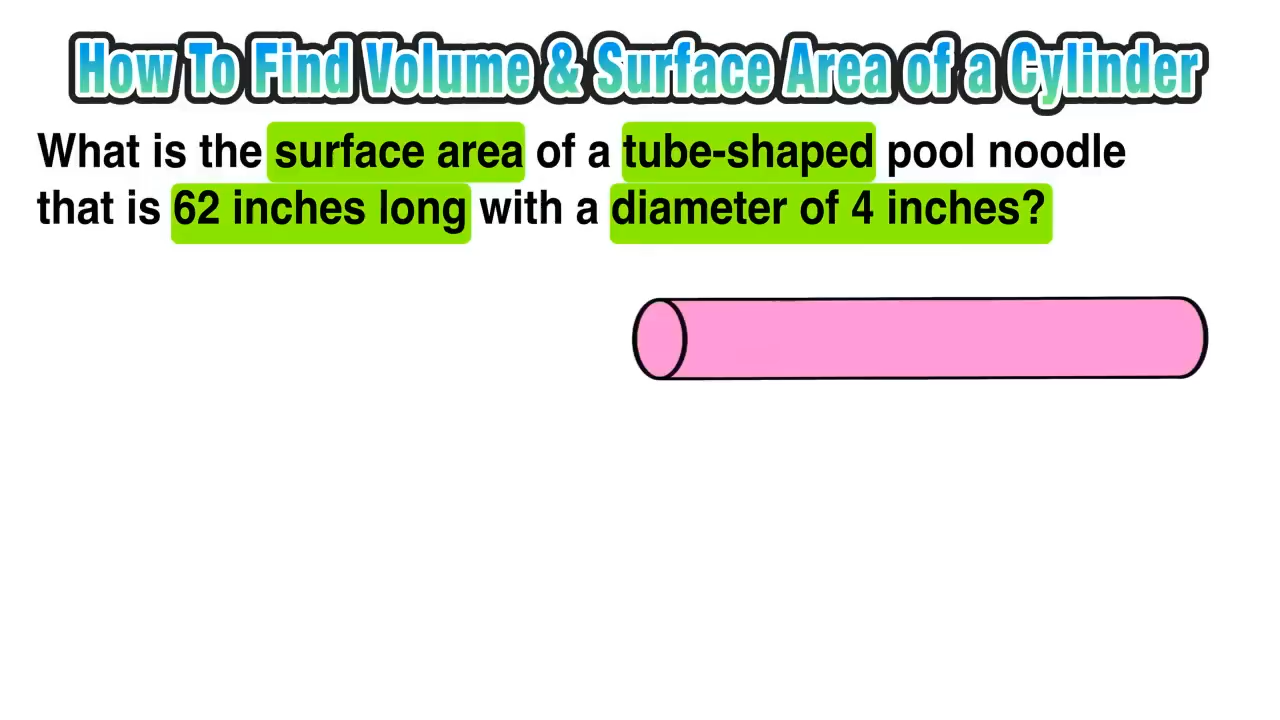 How To Find Volume & Surface Area of a Cylinder
What is the surface area of a tube-shaped pool noodle
that is 62 inches long with a diameter of 4 inches?